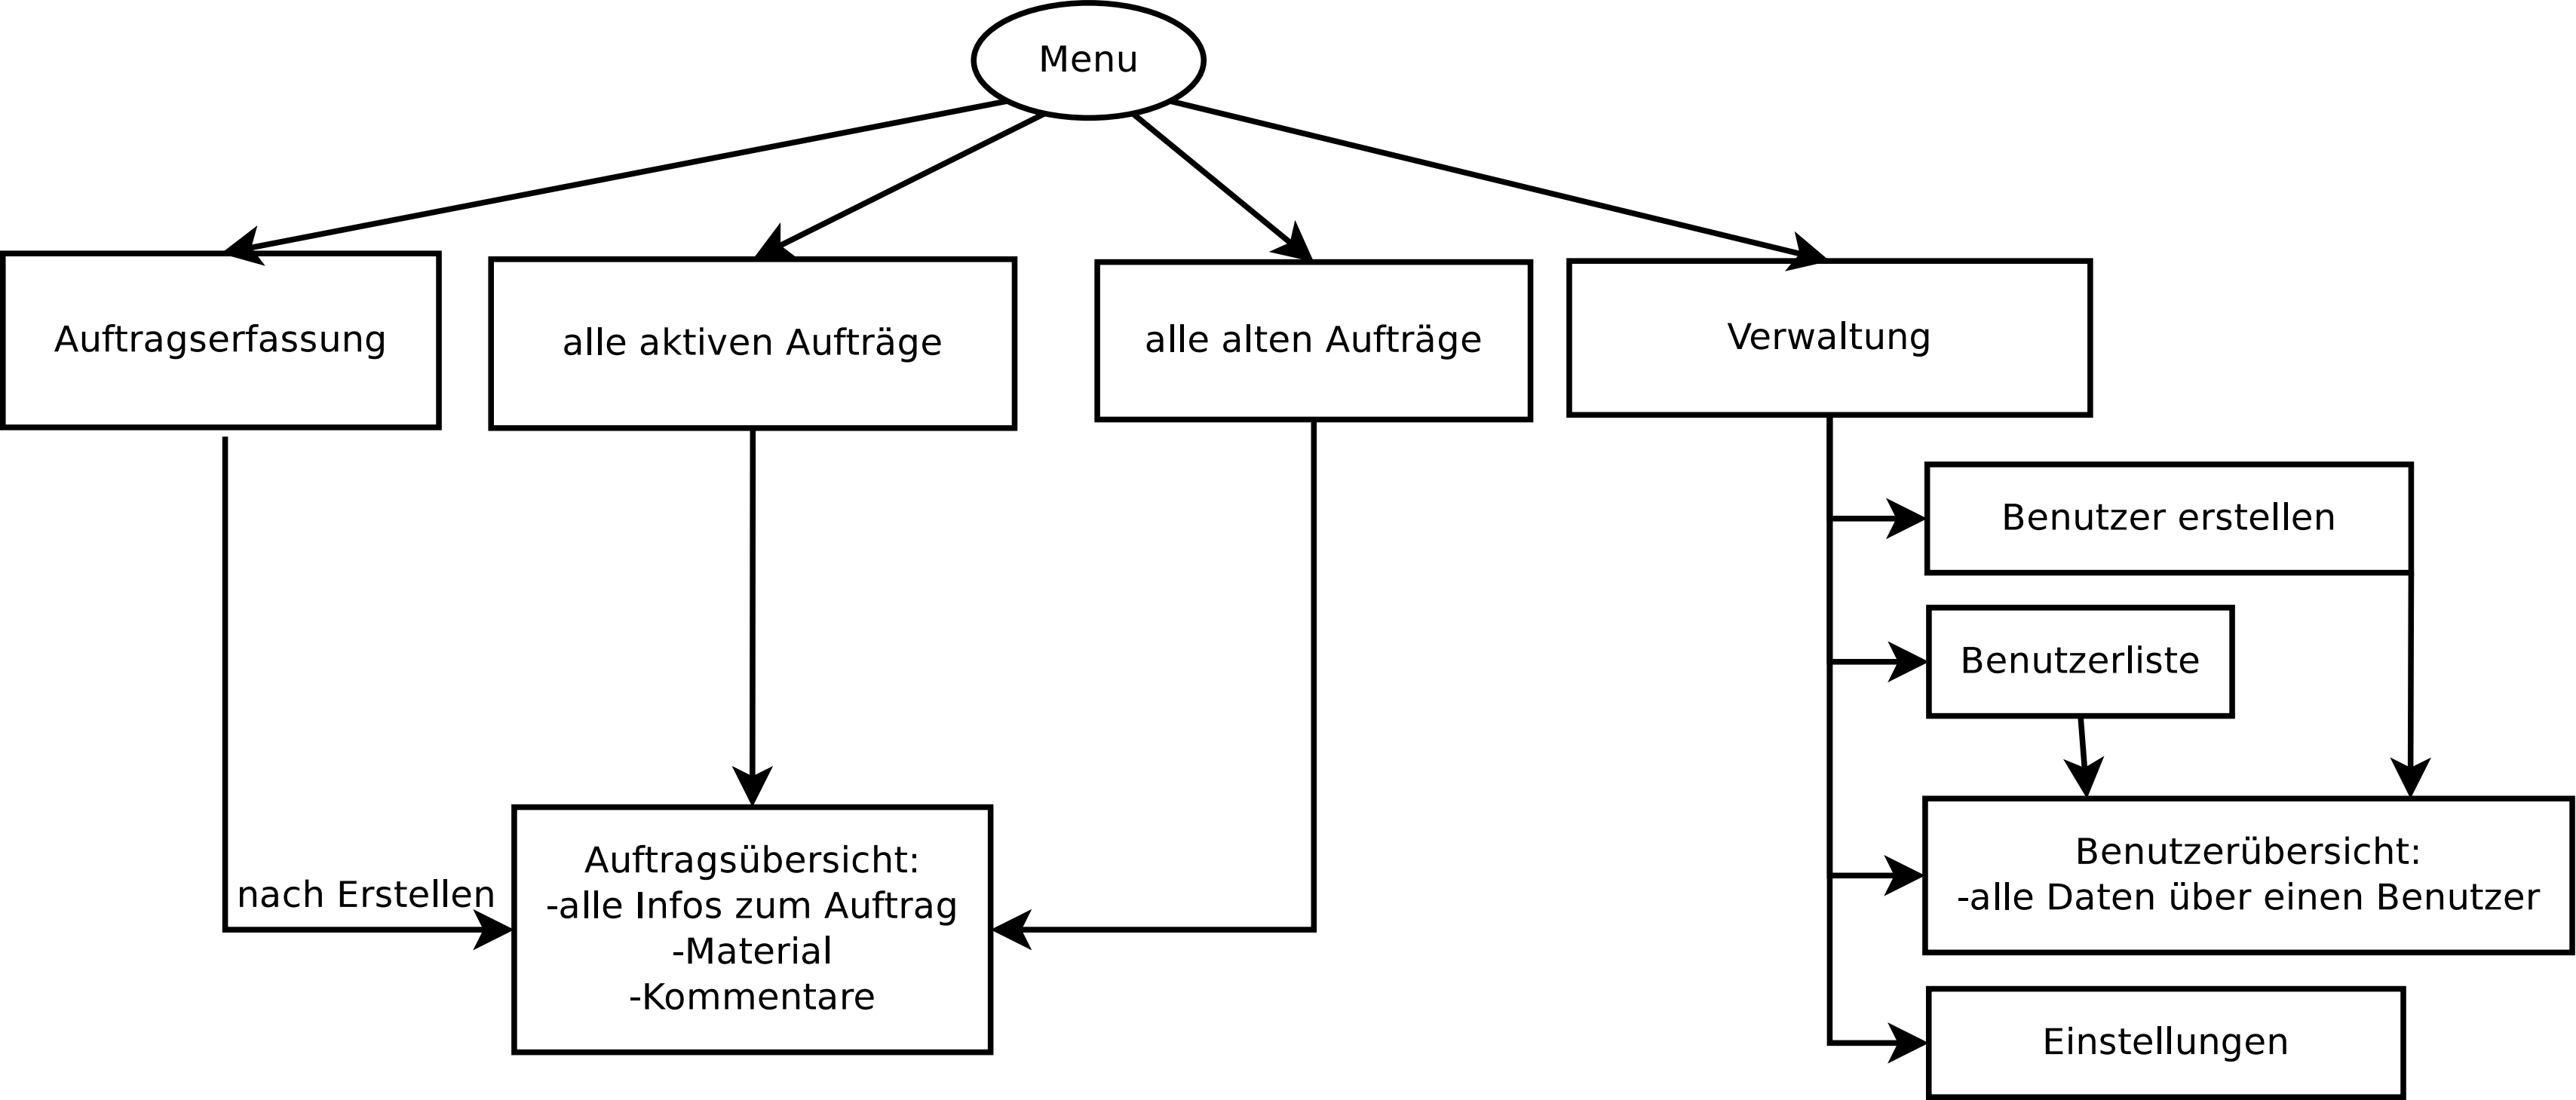 Menu
Auftragserfassung
alle aktiven Aufträge
alle alten Aufträge
Verwaltung
Benutzer erstellen
Benutzerliste
nach Erstellen
Auftragsübersicht:
-alle Infos zum Auftrag
-Material
-Kommentare
Benutzerübersicht:
-alle Daten über einen Benutzer
Einstellungen